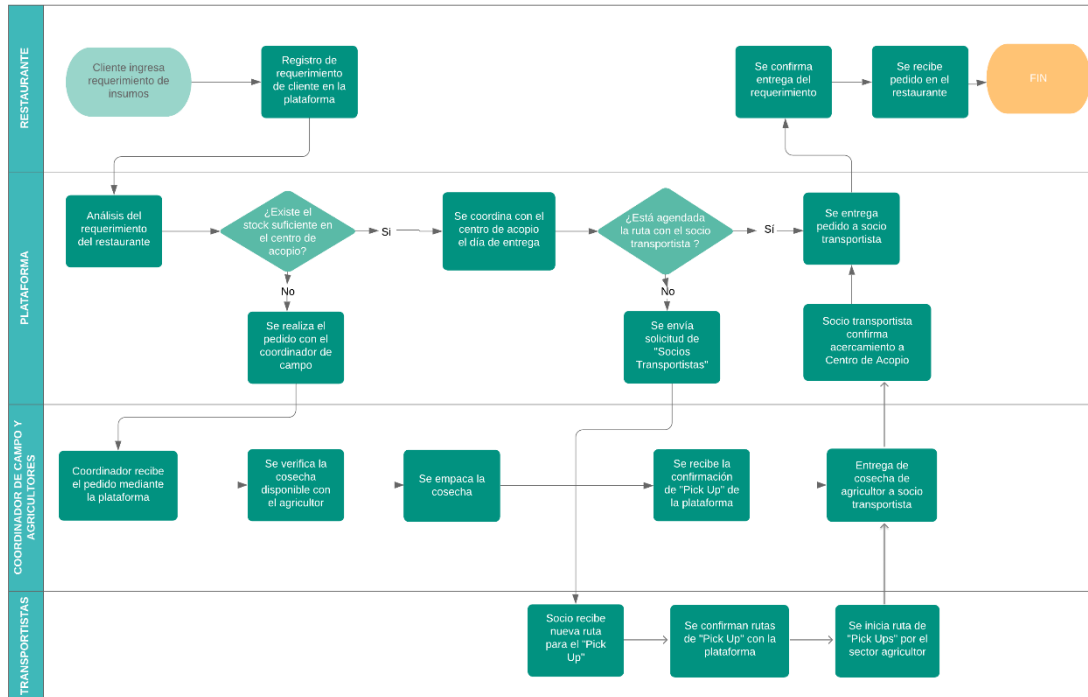 RESTAURANTE
Cliente ingresa
requerimiento de
insumos
Registro de
requerimiento
de cliente en la
plataforma
Se confirma
entrega del
requerimiento
Se recibe
pedido en el
restaurante
FIN
PLATAFORMA
Análisis del
requerimiento
del restaurante
¿Existe el
stock suficiente en
el centro de
acopio?
Si
Se coordina con el
centro de acopio
el día de entrega
¿Está agendada
la ruta con el socio
transportista ?
Sí
Se entrega
pedido a socio
transportista
No
No
Se realiza el
pedido con el
coordinador de
campo
Se envía
solicitud de
"Socios
Transportistas"
Socio transportista
confirma
acercamiento a
Centro de Acopio
COORDINADOR DE CAMPO Y
AGRICULTORES
Coordinador recibe
el pedido mediante
la plataforma
Se verifica la
cosecha
disponible con
el agricultor
Se empaca la
cosecha
Se recibe la
confirmación
de "Pick Up" de
la plataforma
Entrega de
cosecha de
agricultor a socio
transportista
TRANSPORTISTAS
Socio recibe
nueva ruta
para el "Pick
Up"
Se confirman rutas
de "Pick Up" con la
plataforma
Se inicia ruta de
"Pick Ups" por el
sector agricultor